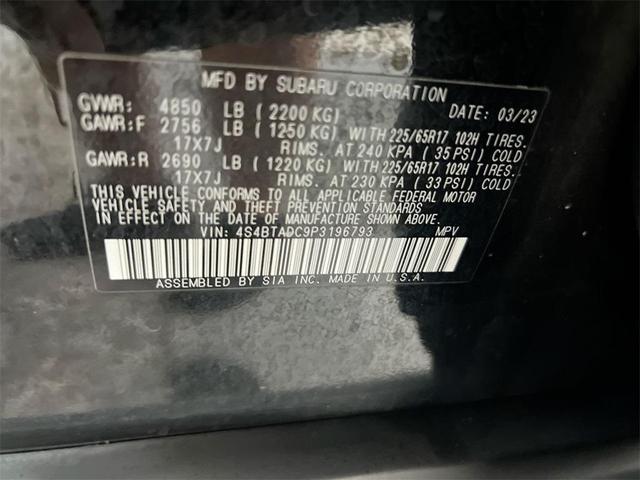 MFD BY SUBARU CORPORATION
GVWR: 4850 LB (2200 KG) DATE: 03/23
GAWR:F 2756 LB (1250 KG) WITH 225/65R17 102H TIRES.
17X7J RIMS. AT 240 KPA (35 PSI) COLD
GAWR:R 2690 LB (1220 KG) WITH 225/65R17 102H TIRES.
17X7J RIMS. AT 230 KPA (33 PSI) COLD
THIS VEHICLE CONFORMS TO ALL APPLICABLE FEDERAL MOTOR
VEHICLE SAFETY AND THEFT PREVENTION STANDARDS
IN EFFECT ON THE DATE OF MANUFACTURE SHOWN ABOVE.
VIN: 4S4BTADC9P3196793 MPV
ASSEMBLED BY SIA INC. MADE IN U.S.A.